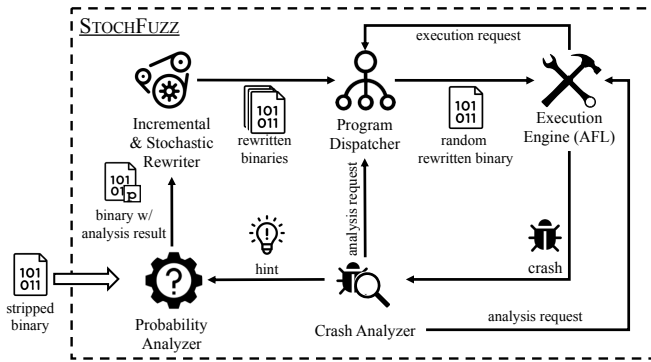 STOCHFUZZ
execution request
101
011
101
011
Incremental
& Stochastic
Rewriter
rewritten
binaries
Program
Dispatcher
random
rewritten binary
Execution
Engine (AFL)
101
01
p
binary w/
analysis result
analysis request
hint
crash
101
011
stripped
binary
?
Probability
Analyzer
Crash Analyzer
analysis request